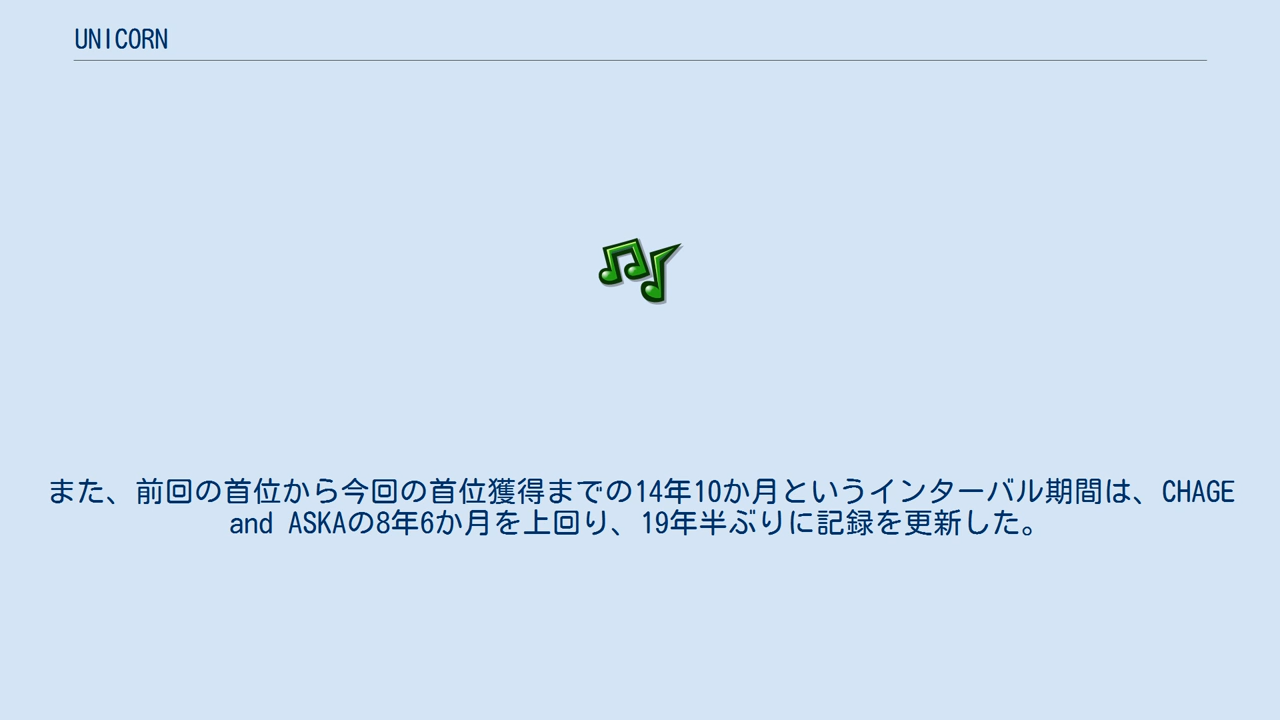 UNICORN
また、前回の首位から今回の首位獲得までの14年10か月というインターバル期間は、CHAGE
and ASKAの8年6か月を上回り、19年半ぶりに記録を更新した。